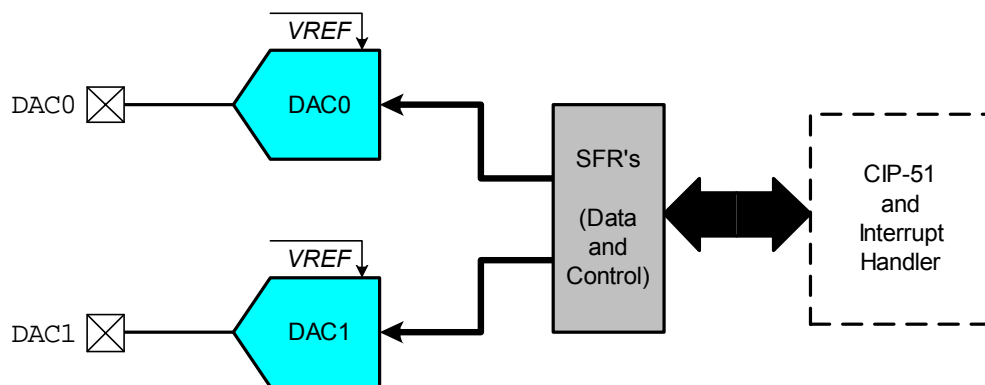 VREF
DAC0
DAC0
SFR's
(Data
and
Control)
CIP-51
and
Interrupt
Handler
VREF
DAC1
DAC1